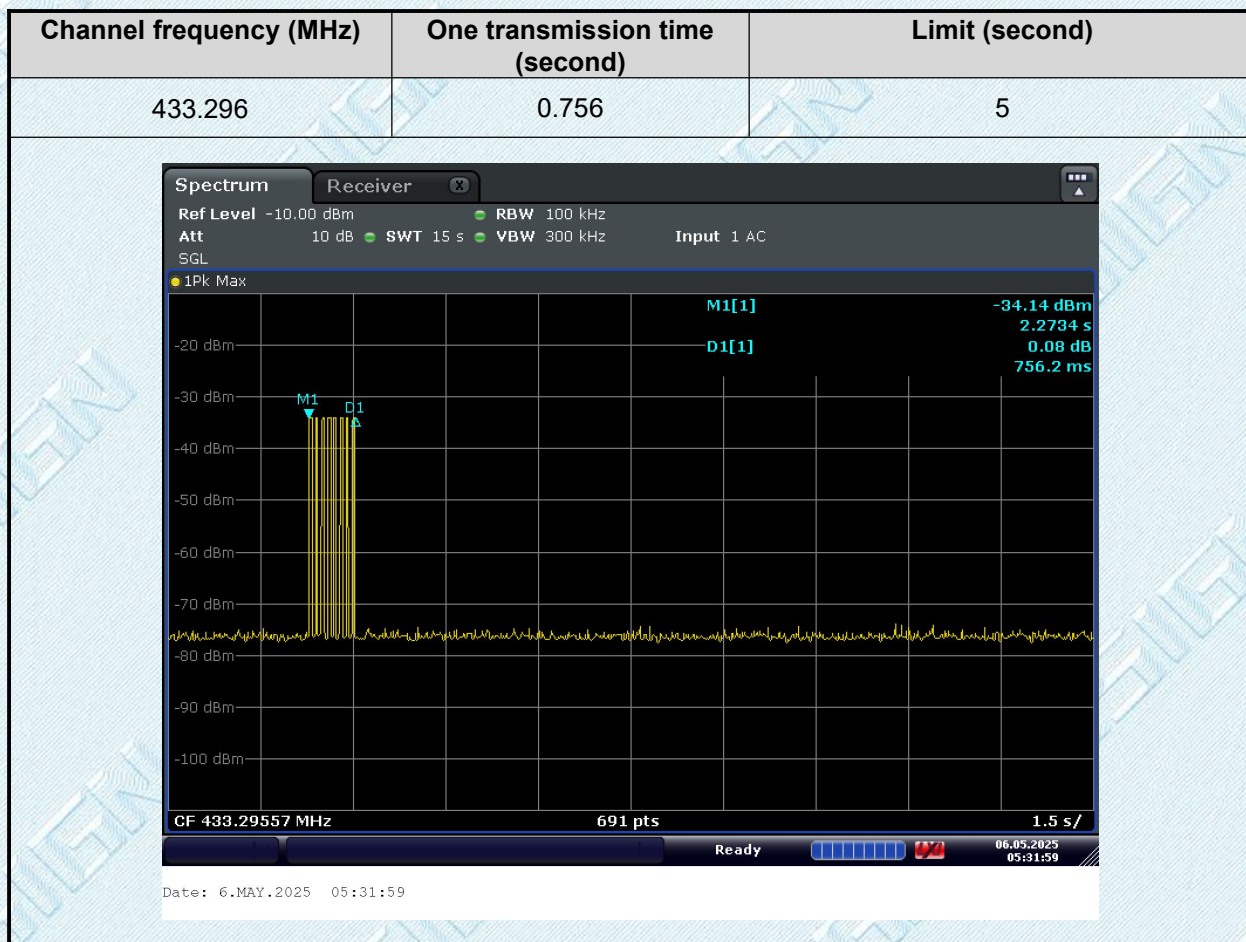 Channel frequency (MHz)
One transmission time
(second)
Limit (second)
433.296
0.756
5
Spectrum
Receiver
Ref Level -10.00 dBm
RBW 100 kHz
Att 10 dB
SWT 15 s
VBW 300 kHz
Input 1 AC
SGL
1Pk Max
M1[1]
-34.14 dBm
2.2734 s
-20 dBm
D1[1]
0.08 dB
756.2 ms
-30 dBm
M1
D1
-40 dBm
-50 dBm
-60 dBm
-70 dBm
-80 dBm
-90 dBm
-100 dBm
CF 433.29557 MHz
691 pts
1.5 s/
Ready
06.05.2025
05:31:59
Date: 6.MAY.2025 05:31:59